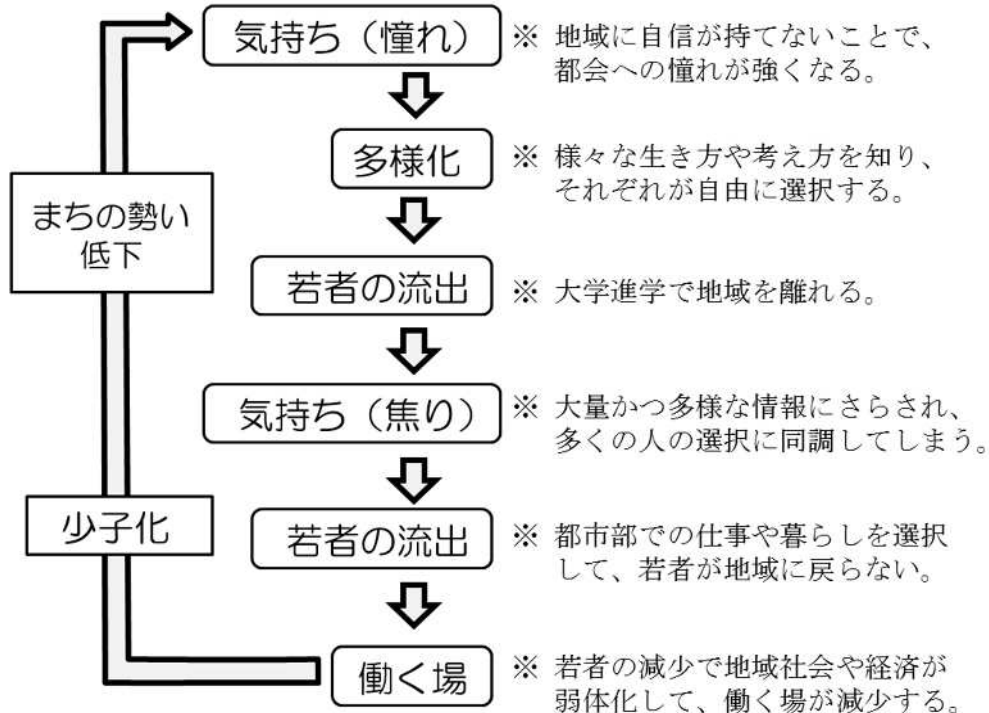 気持ち（憧れ）
※ 地域に自信が持てないことで、
都会への憧れが強くなる。
多様化
※ 様々な生き方や考え方を知り、
それぞれが自由に選択する。
まちの勢い
低下
若者の流出
※ 大学進学で地域を離れる。
気持ち（焦り）
※ 大量かつ多様な情報にさらされ、
多くの人の選択に同調してしまう。
少子化
若者の流出
※ 都市部での仕事や暮らしを選択
して、若者が地域に戻らない。
働く場
※ 若者の減少で地域社会や経済が
弱体化して、働く場が減少する。